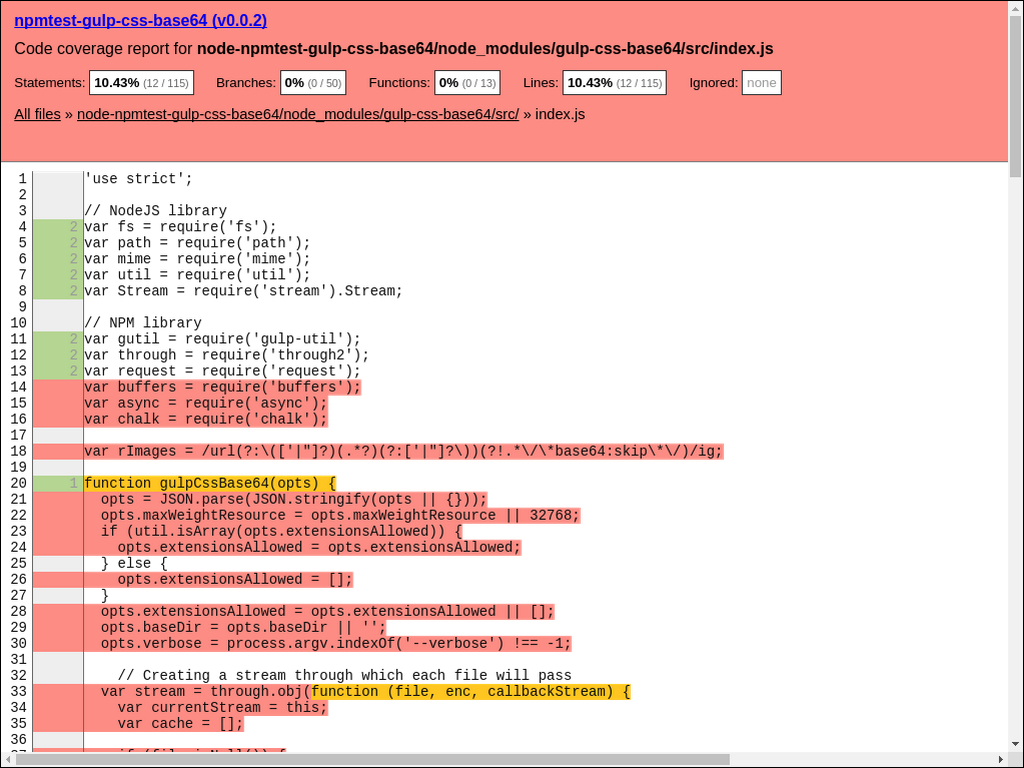 npmtest-gulp-css-base64 (v0.0.2)
Code coverage report for node-npmtest-gulp-css-base64/node_modules/gulp-css-base64/src/index.js
Statements: 10.43% (12 / 115) Branches: 0% (0 / 50) Functions: 0% (0 / 13) Lines: 10.43% (12 / 115) Ignored: none
All files » node-npmtest-gulp-css-base64/node_modules/gulp-css-base64/src/ » index.js
1 'use strict';
2
3 // NodeJS library
4 2 var fs = require('fs');
5 2 var path = require('path');
6 2 var mime = require('mime');
7 2 var util = require('util');
8 2 var Stream = require('stream').Stream;
9
10 // NPM library
11 2 var gutil = require('gulp-util');
12 2 var through = require('through2');
13 2 var request = require('request');
14 var buffers = require('buffers');
15 var async = require('async');
16 var chalk = require('chalk');
17
18 var rImages = /url(?:\(['|"]?)(.*?)(?:['|"]?\))(?!.*\/\*base64:skip\*\/)/ig;
19
20 1 function gulpCssBase64(opts) {
21 opts = JSON.parse(JSON.stringify(opts || {}));
22 opts.maxWeightResource = opts.maxWeightResource || 32768;
23 if (util.isArray(opts.extensionsAllowed)) {
24 opts.extensionsAllowed = opts.extensionsAllowed;
25 } else {
26 opts.extensionsAllowed = [];
27 }
28 opts.extensionsAllowed = opts.extensionsAllowed || [];
29 opts.baseDir = opts.baseDir || '';
30 opts.verbose = process.argv.indexOf('--verbose') !== -1;
31
32 // Creating a stream through which each file will pass
33 var stream = through.obj(function (file, enc, callbackStream) {
34 var currentStream = this;
35 var cache = [];
36
37 if (file.isNull()) {